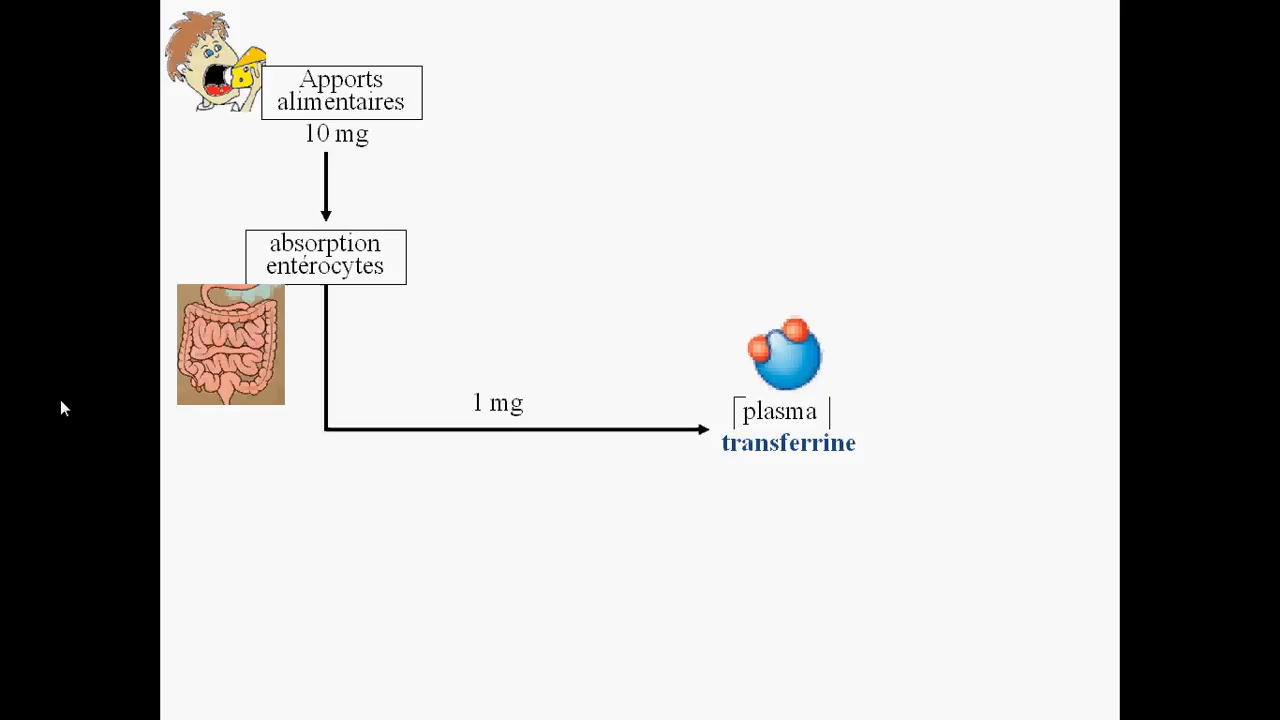 Apports
alimentaires
10 mg
absorption
entérocytes
1 mg
plasma
transferrine